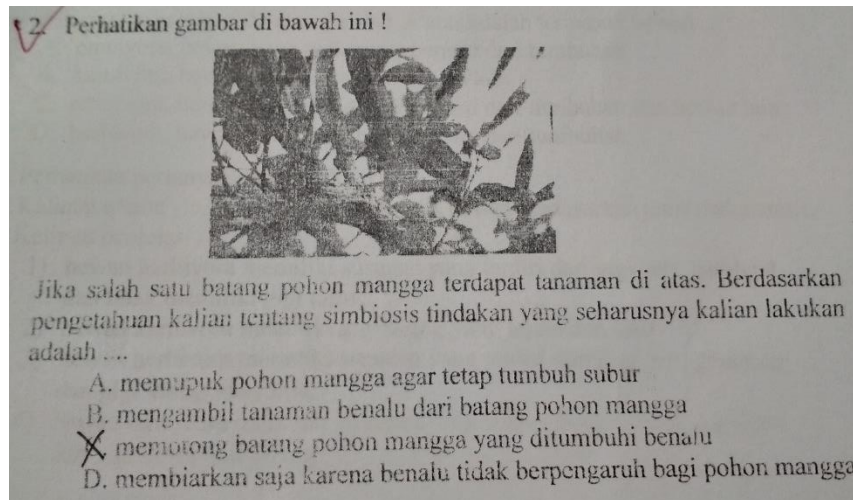 2. Perhatikan gambar di bawah ini !
Jika salah satu batang pohon mangga terdapat tanaman di atas. Berdasarkan
pengetahuan kalian tentang simbiosis tindakan yang seharusnya kalian lakukan
adalah ....
A. memupuk pohon mangga agar tetap tumbuh subur
B. mengambil tanaman benalu dari batang pohon mangga
C. memotong batang pohon mangga yang ditumbuhi benalu
D. membiarkan saja karena benalu tidak berpengaruh bagi pohon mangga